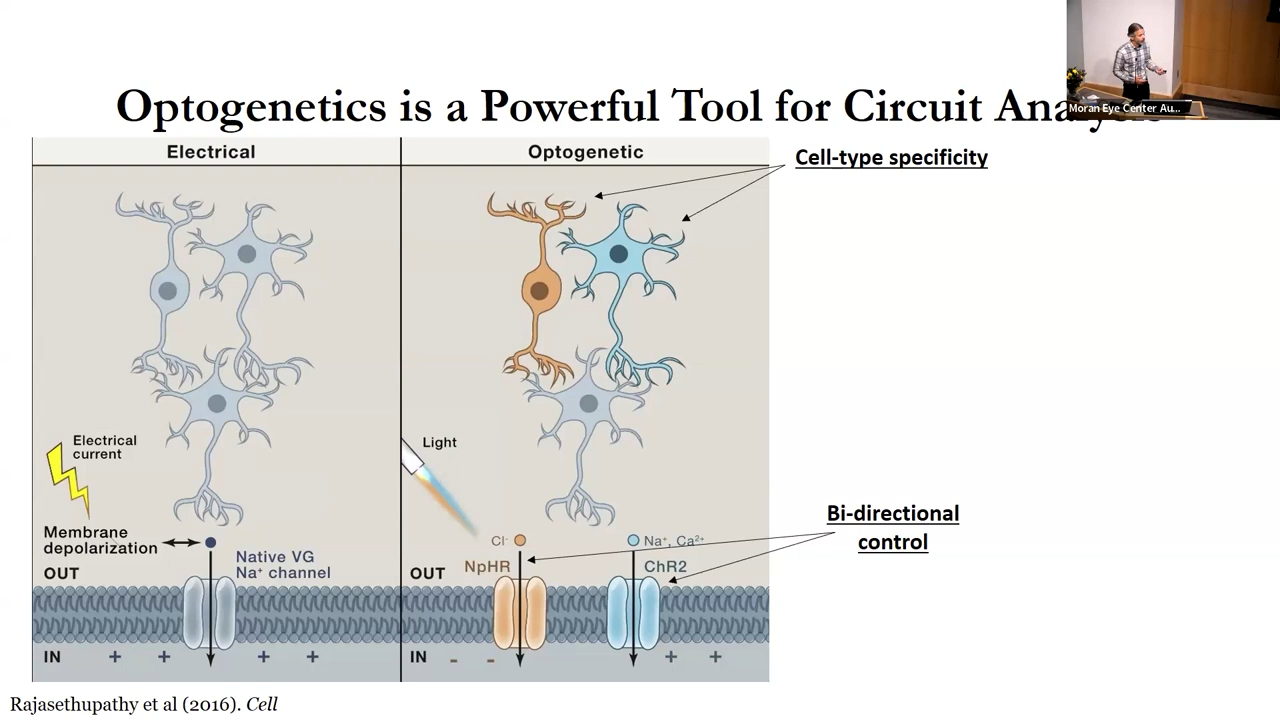 Optogenetics is a Powerful Tool for Circuit
Moran Eye Center Au...
Electrical
Optogenetic
Cell-type specificity
Electrical
current
Light
Membrane
depolarization
Native VG
Na⁺ channel
OUT
IN
+ + + +
Cl⁻
NpHR
Na⁺, Ca²⁺
ChR2
OUT
IN
- - + +
Bi-directional
control
Rajasethupathy et al (2016). Cell